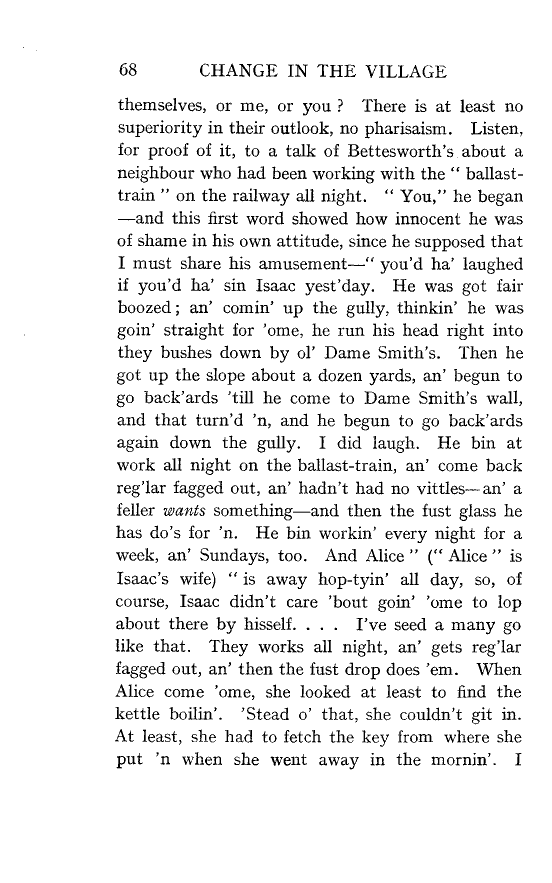 68 CHANGE IN THE VILLAGE
themselves, or me, or you ? There is at least no
superiority in their outlook, no pharisaism. Listen,
for proof of it, to a talk of Bettesworth's about a
neighbour who had been working with the " ballast-
train " on the railway all night. " You," he began
—and this first word showed how innocent he was
of shame in his own attitude, since he supposed that
I must share his amusement—" you'd ha' laughed
if you'd ha' sin Isaac yest'day. He was got fair
boozed ; an' comin' up the gully, thinkin' he was
goin' straight for 'ome, he run his head right into
they bushes down by ol' Dame Smith's. Then he
got up the slope about a dozen yards, an' begun to
go back'ards 'till he come to Dame Smith's wall,
and that turn'd 'n, and he begun to go back'ards
again down the gully. I did laugh. He bin at
work all night on the ballast-train, an' come back
reg'lar fagged out, an' hadn't had no vittles—an' a
feller wants something—and then the fust glass he
has do's for 'n. He bin workin' every night for a
week, an' Sundays, too. And Alice " (" Alice " is
Isaac's wife) " is away hop-tyin' all day, so, of
course, Isaac didn't care 'bout goin' 'ome to lop
about there by hisself. . . . I've seed a many go
like that. They works all night, an' gets reg'lar
fagged out, an' then the fust drop does 'em. When
Alice come 'ome, she looked at least to find the
kettle boilin'. 'Stead o' that, she couldn't git in.
At least, she had to fetch the key from where she
put 'n when she went away in the mornin'. I